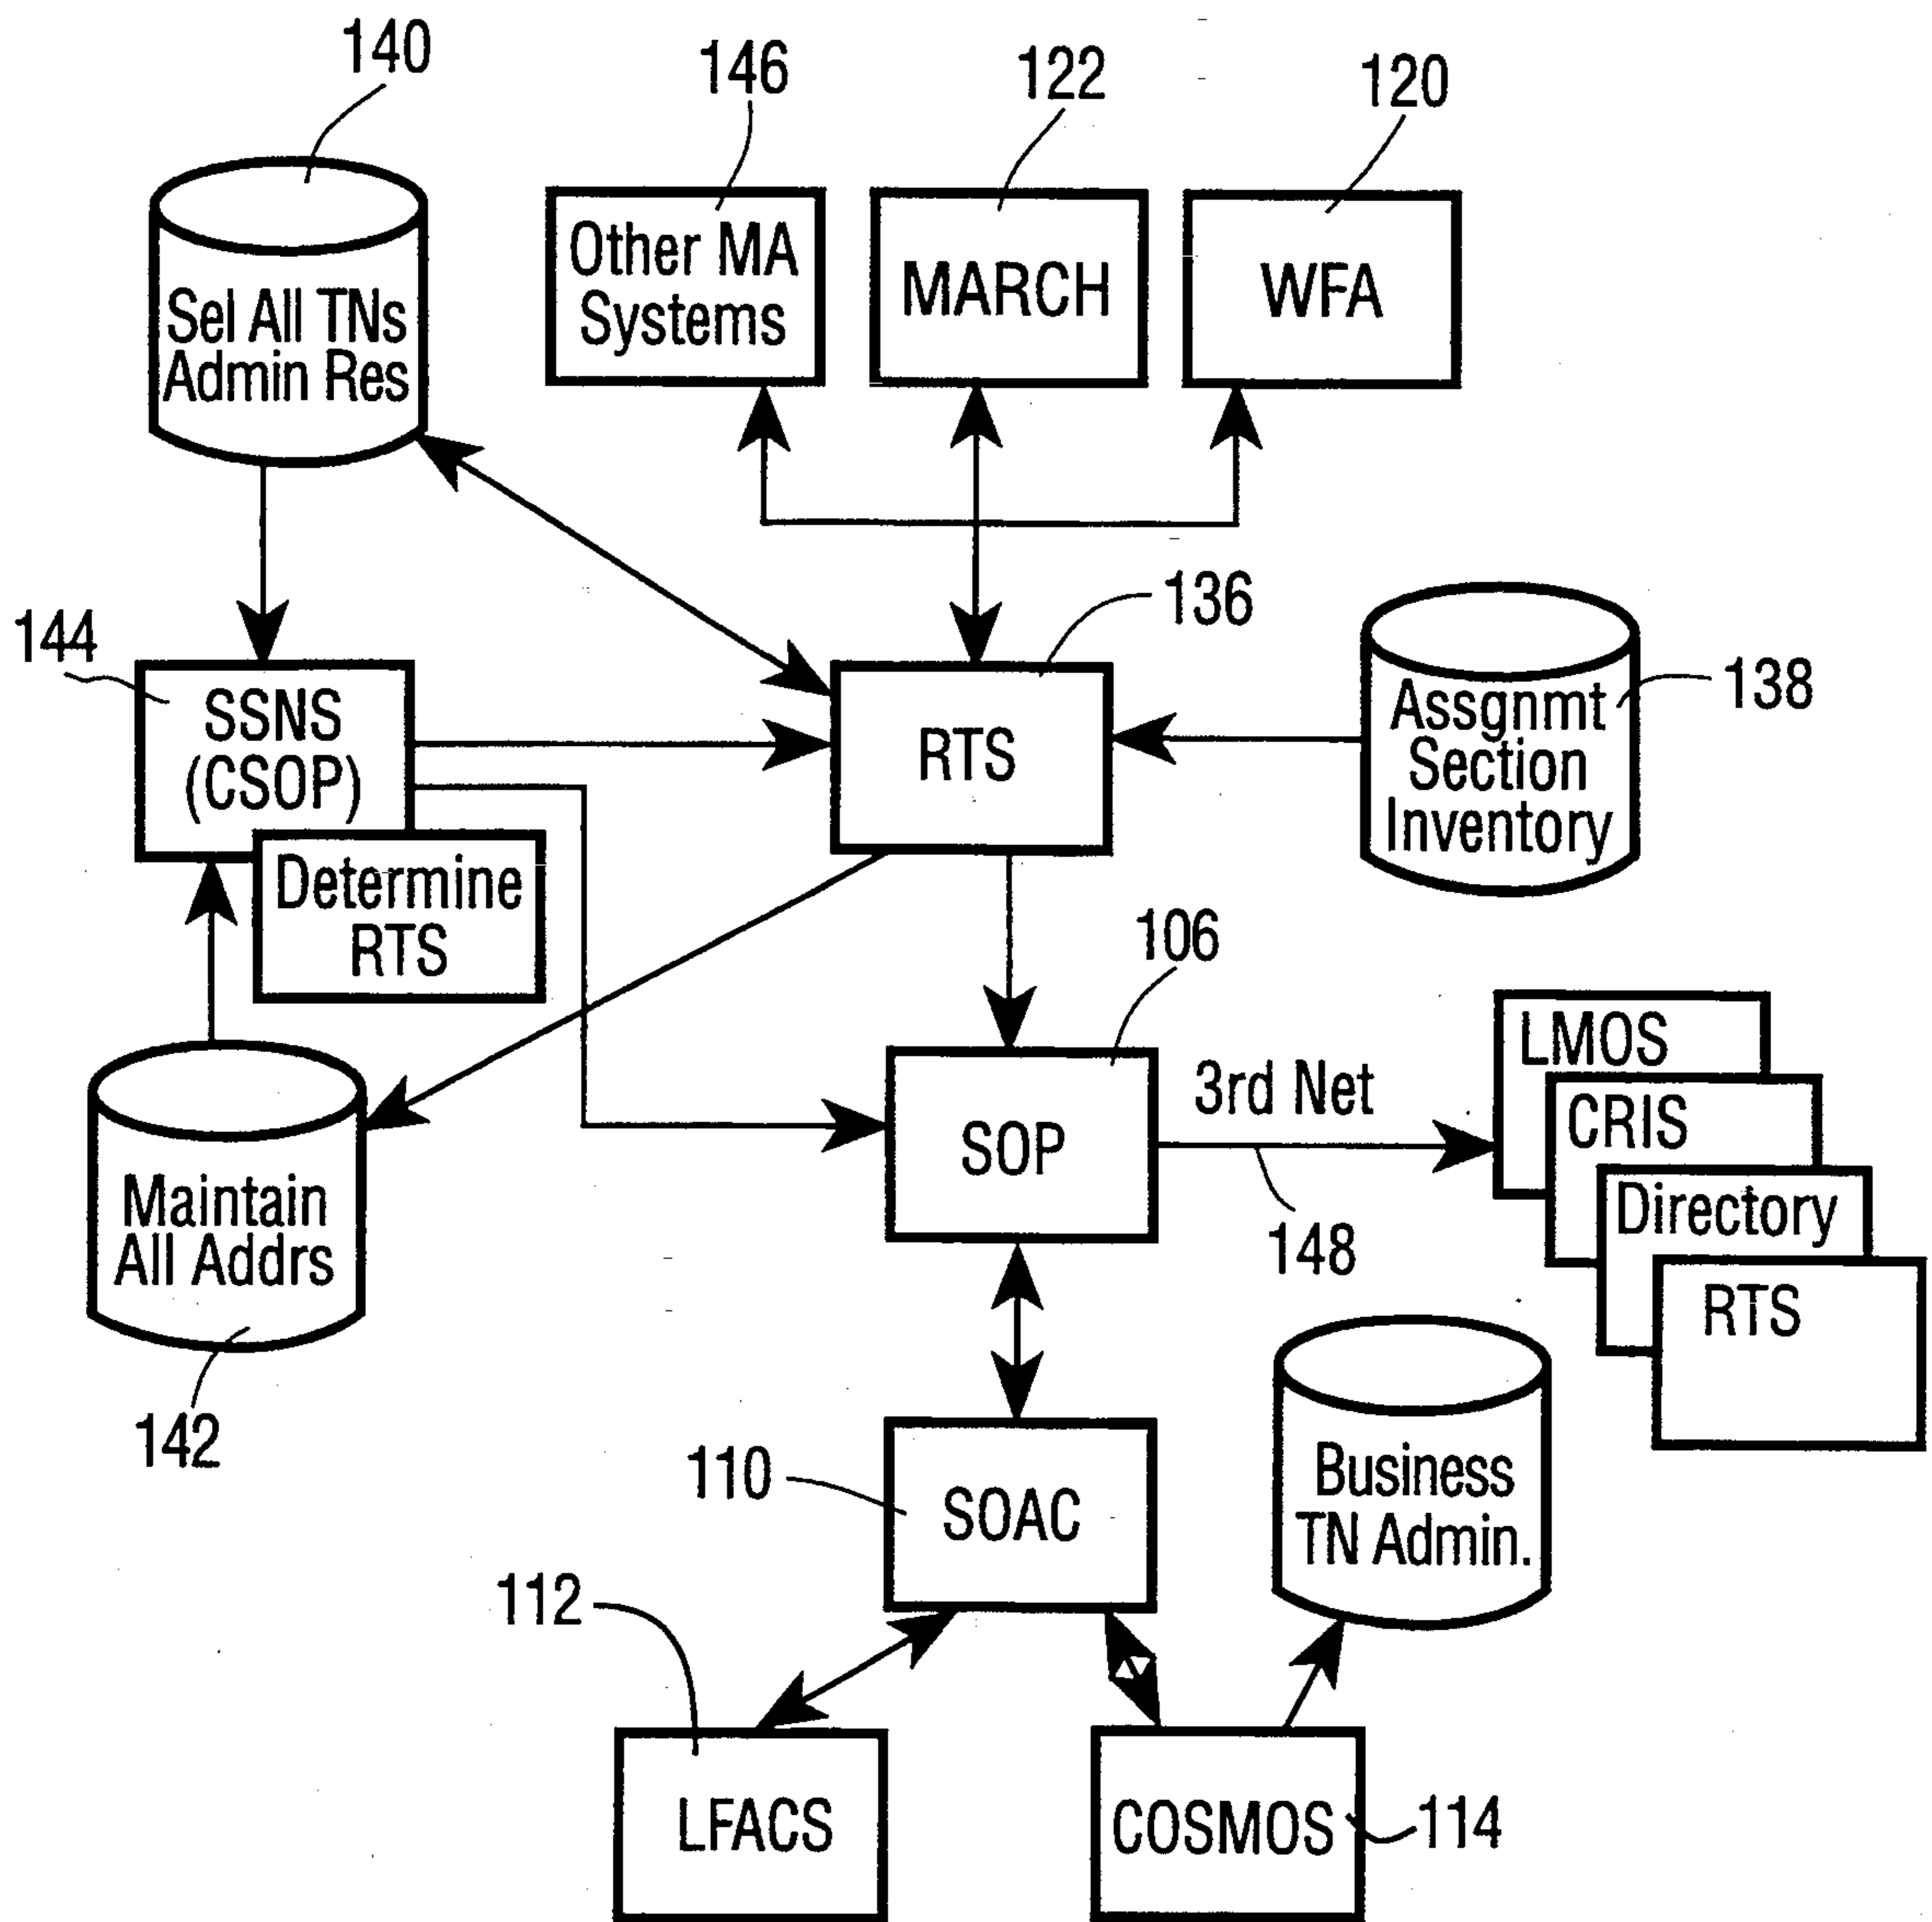 140
146
122
120
Other MA
Systems
MARCH
WFA
Sel All TNs
Admin Res
136
144
138
SSNS
(CSOP)
RTS
Assgnmt
Section
Inventory
Determine
RTS
106
LMOS
3rd Net
CRIS
SOP
Directory
148
Maintain
All Addrs
RTS
142
110
SOAC
Business
TN Admin.
112
LFACS
COSMOS
114